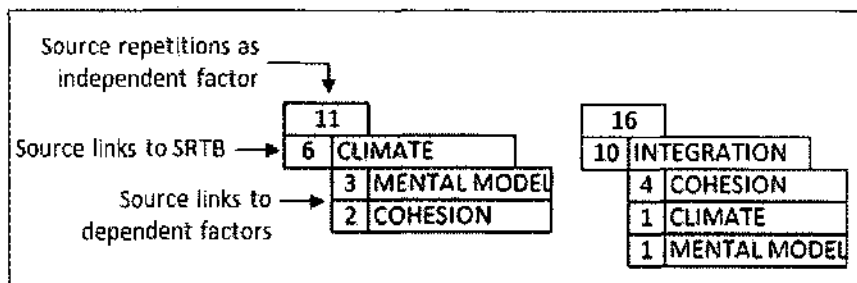 Source repetitions as
independent factor
11
Source links to SRTB
6 CLIMATE
3 MENTAL MODEL
Source links to
dependent factors
2 COHESION
16
10 INTEGRATION
4 COHESION
1 CLIMATE
1 MENTAL MODEL